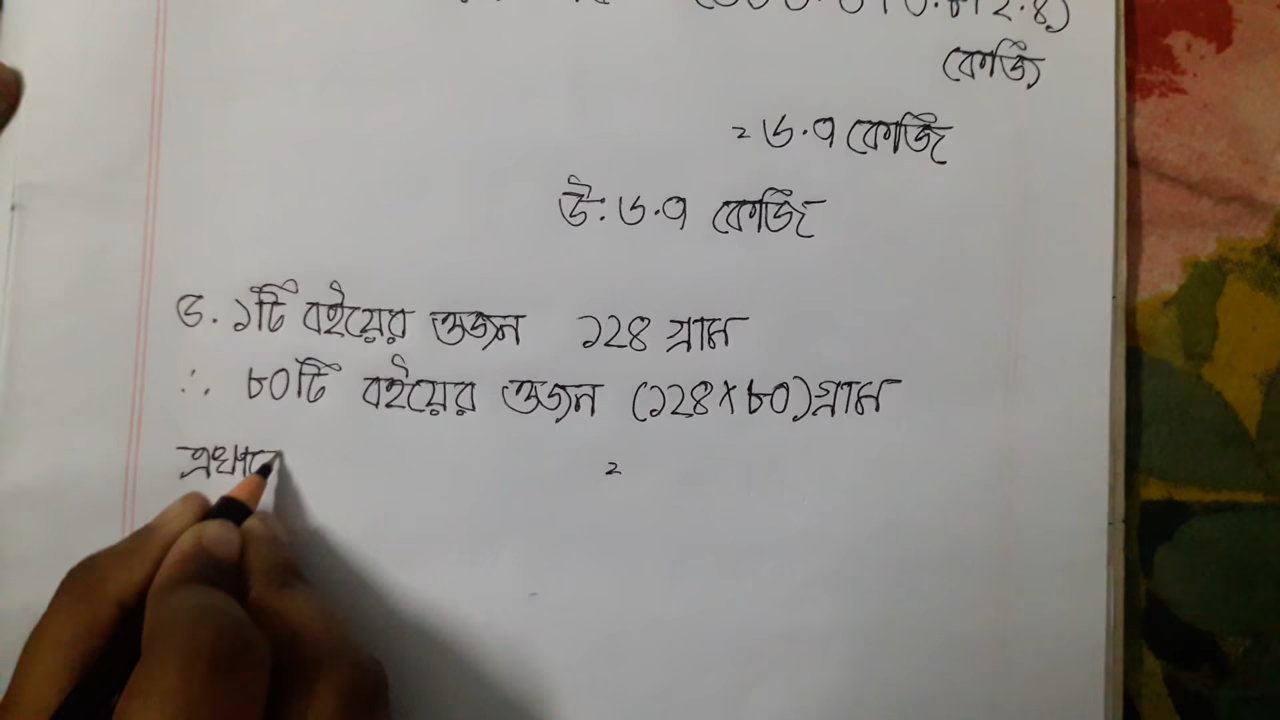 কেজি
= ৬.৭ কেজি
উ: ৬.৭ কেজি
৩. ১টি বইয়ের ওজন ১২৪ গ্রাম
∴ ৮০টি বইয়ের ওজন (১২৪×৮০)গ্রাম
এখানে =